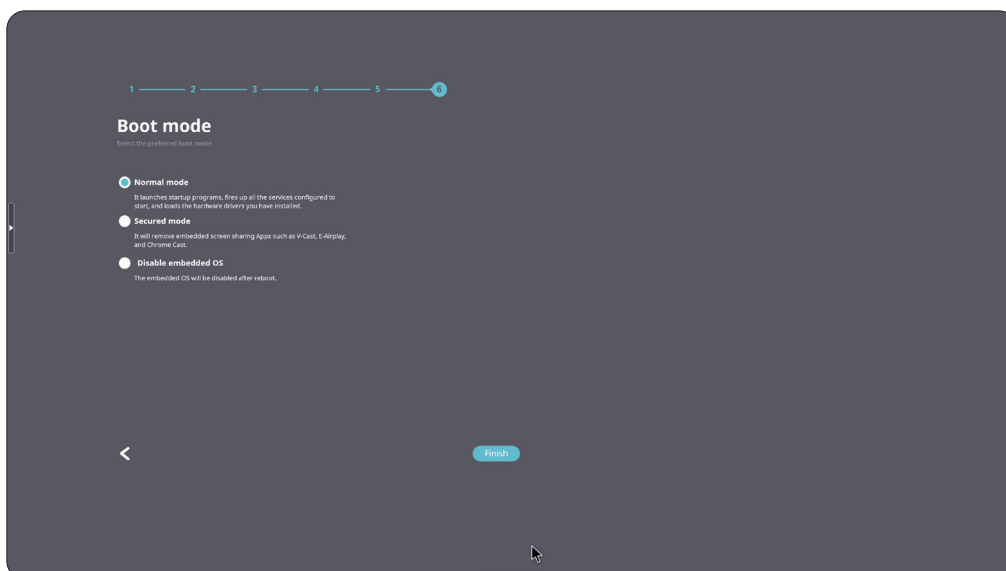 1 2 3 4 5 6
Boot mode
Select the preferred boot mode
Normal mode
It launches startup programs, fires up all the services configured to
start, and loads the hardware drivers you have installed.
Secured mode
It will remove embedded screen sharing Apps such as V-Cast, E-Airplay,
and Chrome Cast.
Disable embedded OS
The embedded OS will be disabled after reboot.
Finish